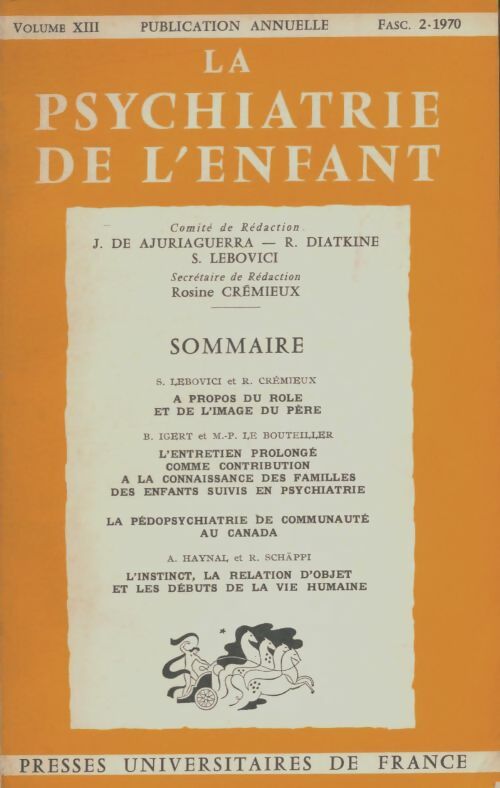 VOLUME XIII PUBLICATION ANNUELLE FASC. 2-1970
LA
PSYCHIATRIE
DE L'ENFANT
Comité de Rédaction
J. DE AJURIAGUERRA — R. DIATKINE
S. LEBOVICI
Secrétaire de Rédaction
Rosine CRÉMIEUX
SOMMAIRE
S. LEBOVICI et R. CRÉMIEUX
A PROPOS DU ROLE
ET DE L'IMAGE DU PÈRE
B. IGERT et M.-P. LE BOUTEILLER
L'ENTRETIEN PROLONGÉ
COMME CONTRIBUTION
A LA CONNAISSANCE DES FAMILLES
DES ENFANTS SUIVIS EN PSYCHIATRIE
LA PÉDOPSYCHIATRIE DE COMMUNAUTÉ
AU CANADA
A. HAYNAL et R. SCHÄPPI
L'INSTINCT, LA RELATION D'OBJET
ET LES DÉBUTS DE LA VIE HUMAINE
PRESSES UNIVERSITAIRES DE FRANCE